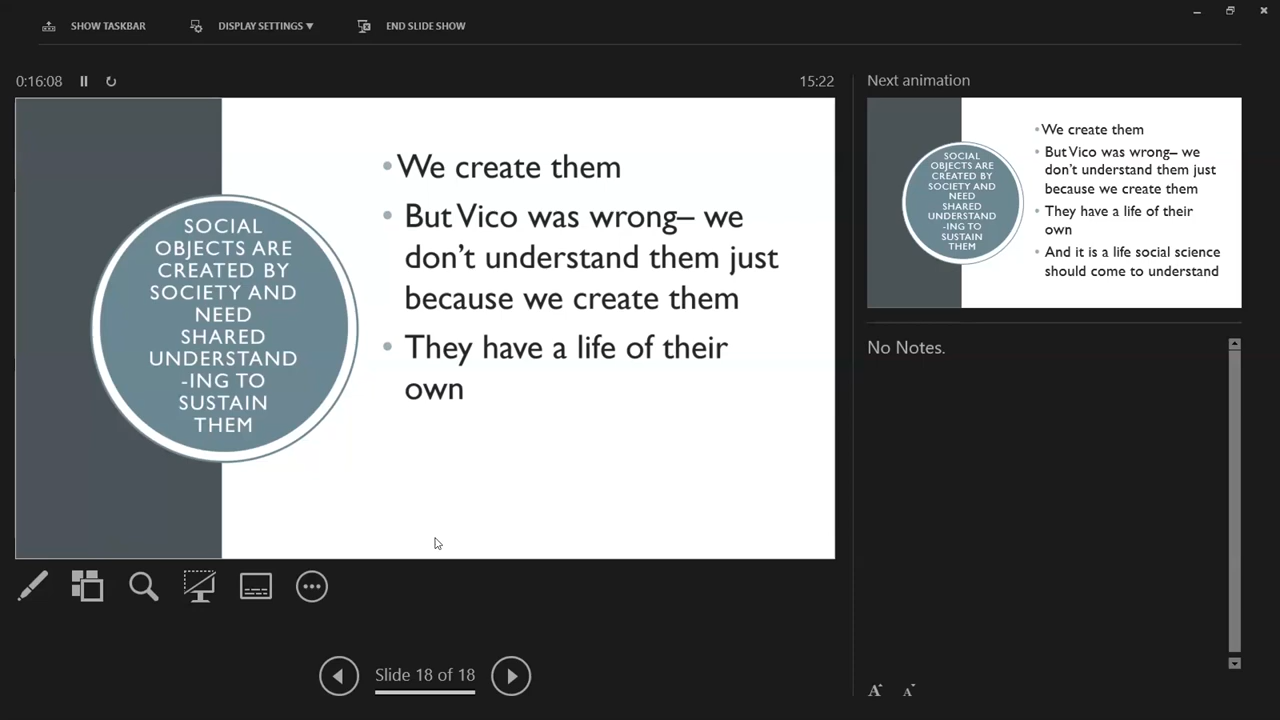 SHOW TASKBAR
DISPLAY SETTINGS ▼
END SLIDE SHOW
0:16:08
15:22
SOCIAL
OBJECTS ARE
CREATED BY
SOCIETY AND
NEED
SHARED
UNDERSTAND
-ING TO
SUSTAIN
THEM
•We create them
• But Vico was wrong– we
don’t understand them just
because we create them
• They have a life of their
own
Slide 18 of 18
Next animation
SOCIAL
OBJECTS ARE
CREATED BY
SOCIETY AND
NEED
SHARED
UNDERSTAND
-ING TO
SUSTAIN
THEM
•We create them
• But Vico was wrong– we
don’t understand them just
because we create them
• They have a life of their
own
• And it is a life social science
should come to understand
No Notes.
A A